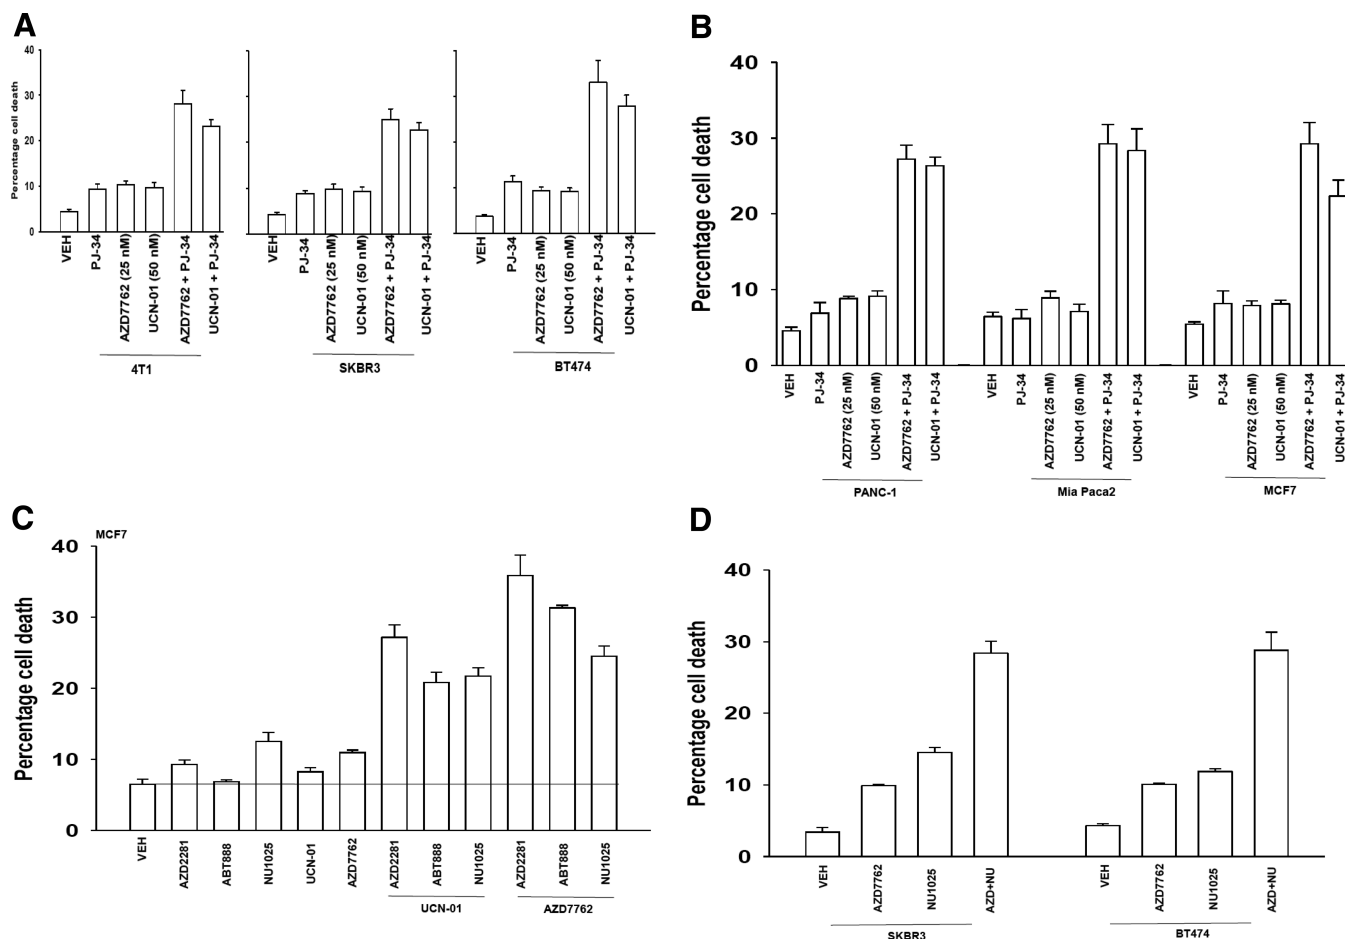 A
Percentage cell death
40
30
20
10
0
VEH
PJ-34
AZD7762 (25 nM)
UCN-01 (50 nM)
AZD7762 + PJ-34
UCN-01 + PJ-34
4T1
VEH
PJ-34
AZD7762 (25 nM)
UCN-01 (50 nM)
AZD7762 + PJ-34
UCN-01 + PJ-34
SKBR3
VEH
PJ-34
AZD7762 (25 nM)
UCN-01 (50 nM)
AZD7762 + PJ-34
UCN-01 + PJ-34
BT474
B
Percentage cell death
40
30
20
10
0
VEH
PJ-34
AZD7762 (25 nM)
UCN-01 (50 nM)
AZD7762 + PJ-34
UCN-01 + PJ-34
PANC-1
VEH
PJ-34
AZD7762 (25 nM)
UCN-01 (50 nM)
AZD7762 + PJ-34
UCN-01 + PJ-34
Mia Paca2
VEH
PJ-34
AZD7762 (25 nM)
UCN-01 (50 nM)
AZD7762 + PJ-34
UCN-01 + PJ-34
MCF7
C
MCF7
Percentage cell death
40
30
20
10
0
VEH
AZD2281
ABT888
NU1025
UCN-01
AZD7762
AZD2281
ABT888
NU1025
UCN-01
AZD2281
ABT888
NU1025
AZD7762
D
Percentage cell death
40
30
20
10
0
VEH
AZD7762
NU1025
AZD+NU
SKBR3
VEH
AZD7762
NU1025
AZD+NU
BT474